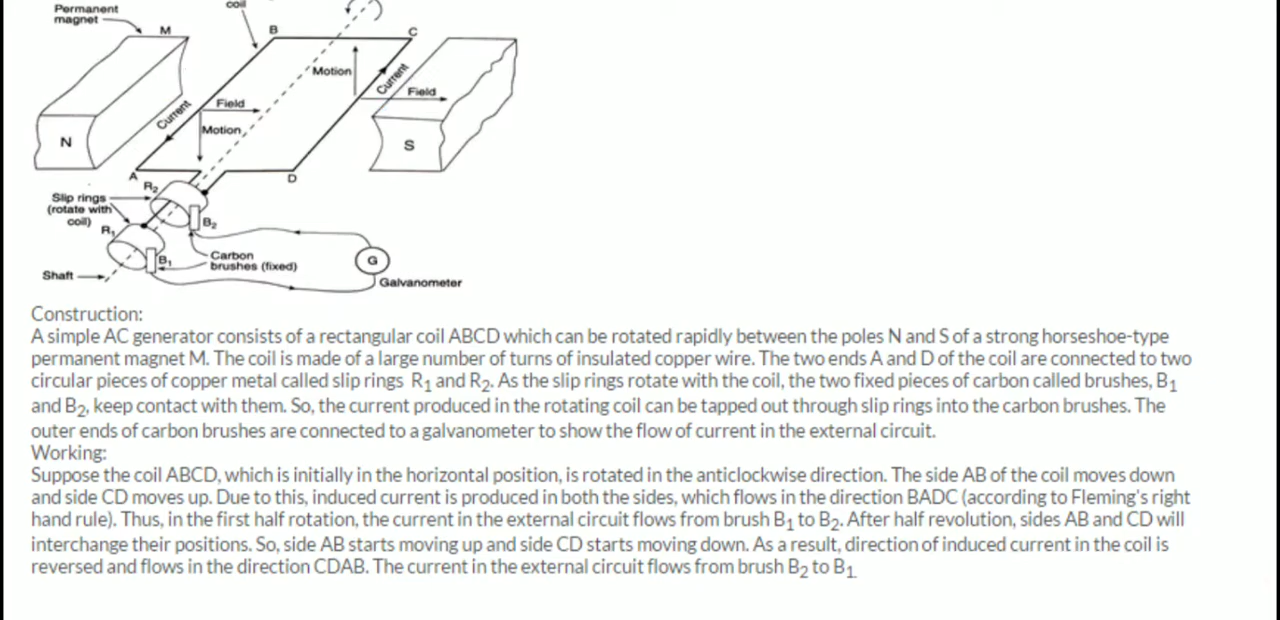 Permanent
magnet
coil
M
B
C
Motion
Current
Field
Field
Current
Motion
N
S
A
D
R2
Slip rings
(rotate with
coil)
R1
B2
B1
Carbon
brushes (fixed)
G
Shaft
Galvanometer
Construction:
A simple AC generator consists of a rectangular coil ABCD which can be rotated rapidly between the poles N and S of a strong horseshoe-type
permanent magnet M. The coil is made of a large number of turns of insulated copper wire. The two ends A and D of the coil are connected to two
circular pieces of copper metal called slip rings R1 and R2. As the slip rings rotate with the coil, the two fixed pieces of carbon called brushes, B1
and B2, keep contact with them. So, the current produced in the rotating coil can be tapped out through slip rings into the carbon brushes. The
outer ends of carbon brushes are connected to a galvanometer to show the flow of current in the external circuit.
Working:
Suppose the coil ABCD, which is initially in the horizontal position, is rotated in the anticlockwise direction. The side AB of the coil moves down
and side CD moves up. Due to this, induced current is produced in both the sides, which flows in the direction BADC (according to Fleming's right
hand rule). Thus, in the first half rotation, the current in the external circuit flows from brush B1 to B2. After half revolution, sides AB and CD will
interchange their positions. So, side AB starts moving up and side CD starts moving down. As a result, direction of induced current in the coil is
reversed and flows in the direction CDAB. The current in the external circuit flows from brush B2 to B1